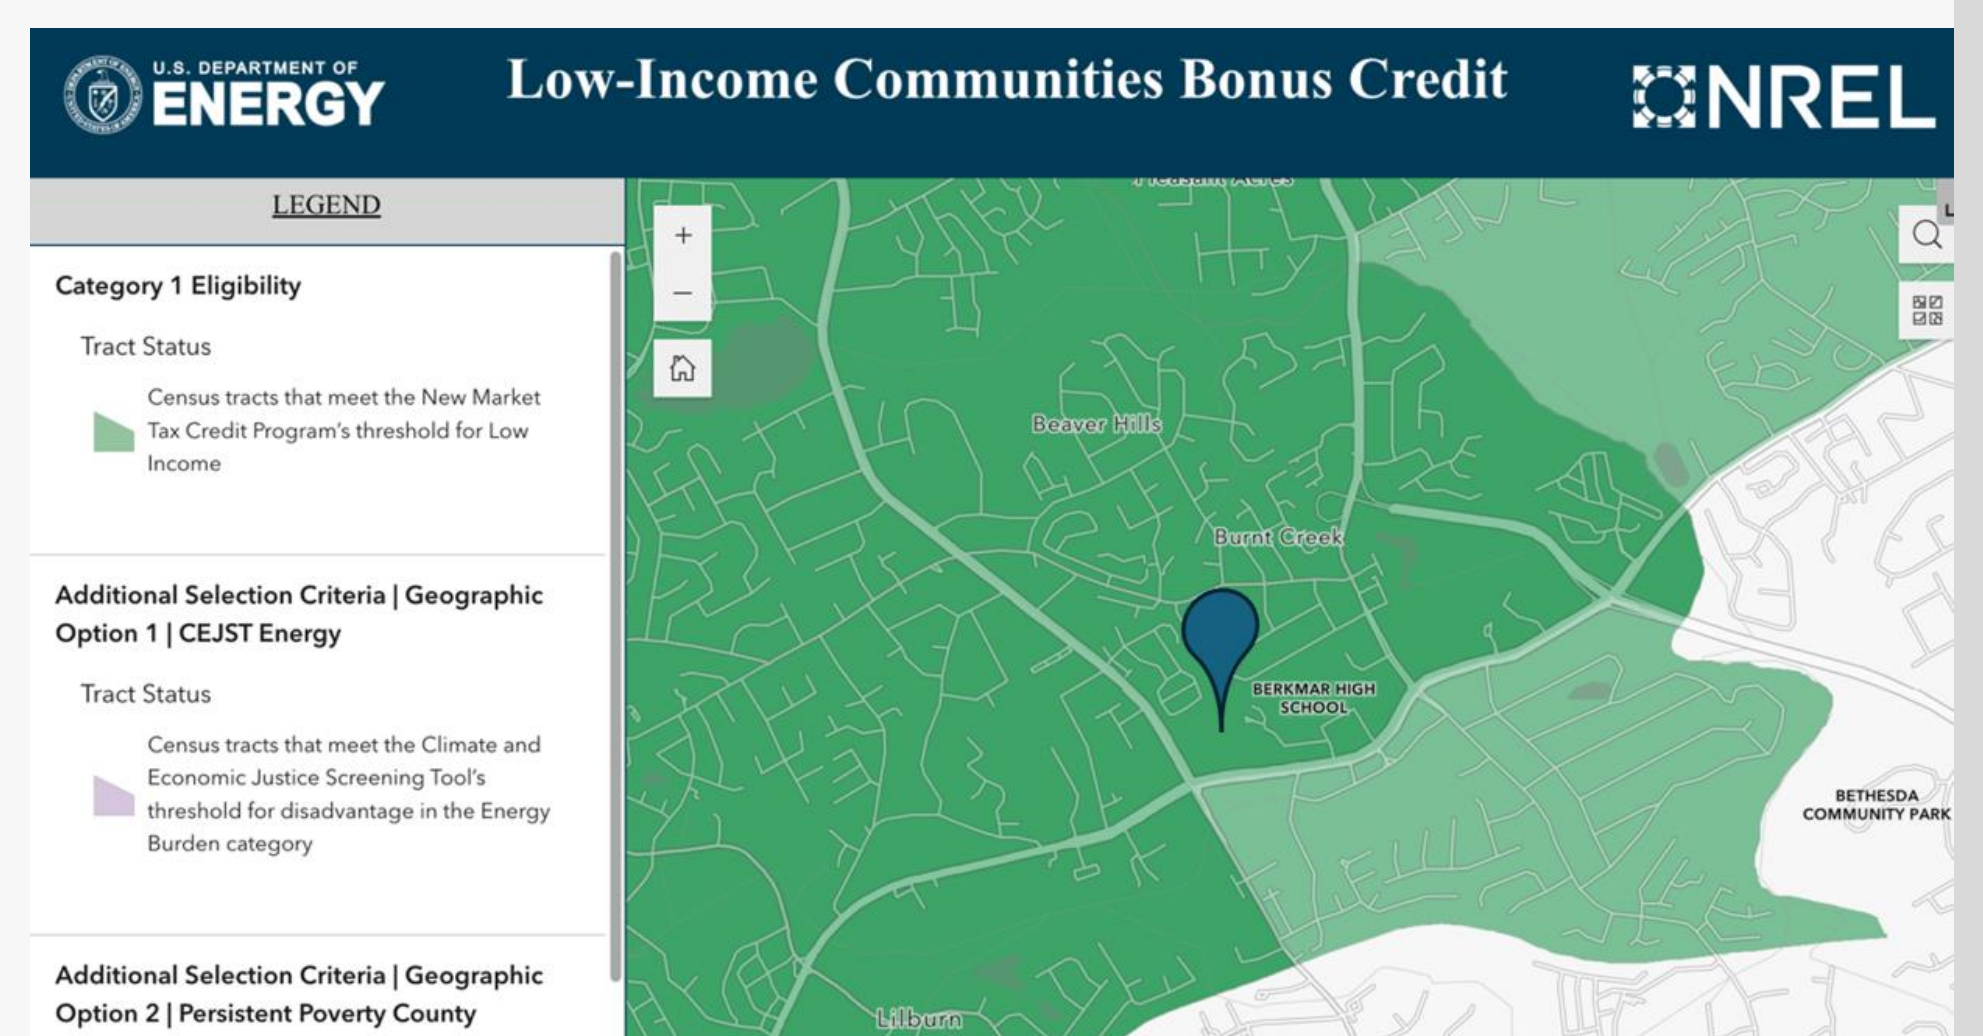 U.S. DEPARTMENT OF
ENERGY
Low-Income Communities Bonus Credit
NREL
LEGEND
Category 1 Eligibility
Tract Status
Census tracts that meet the New Market
Tax Credit Program's threshold for Low
Income
Additional Selection Criteria | Geographic
Option 1 | CEJST Energy
Tract Status
Census tracts that meet the Climate and
Economic Justice Screening Tool's
threshold for disadvantage in the Energy
Burden category
Additional Selection Criteria | Geographic
Option 2 | Persistent Poverty County
Pleasant Acres
+
−
Beaver Hills
Burnt Creek
BERKMAR HIGH
SCHOOL
BETHESDA
COMMUNITY PARK
Lilburn